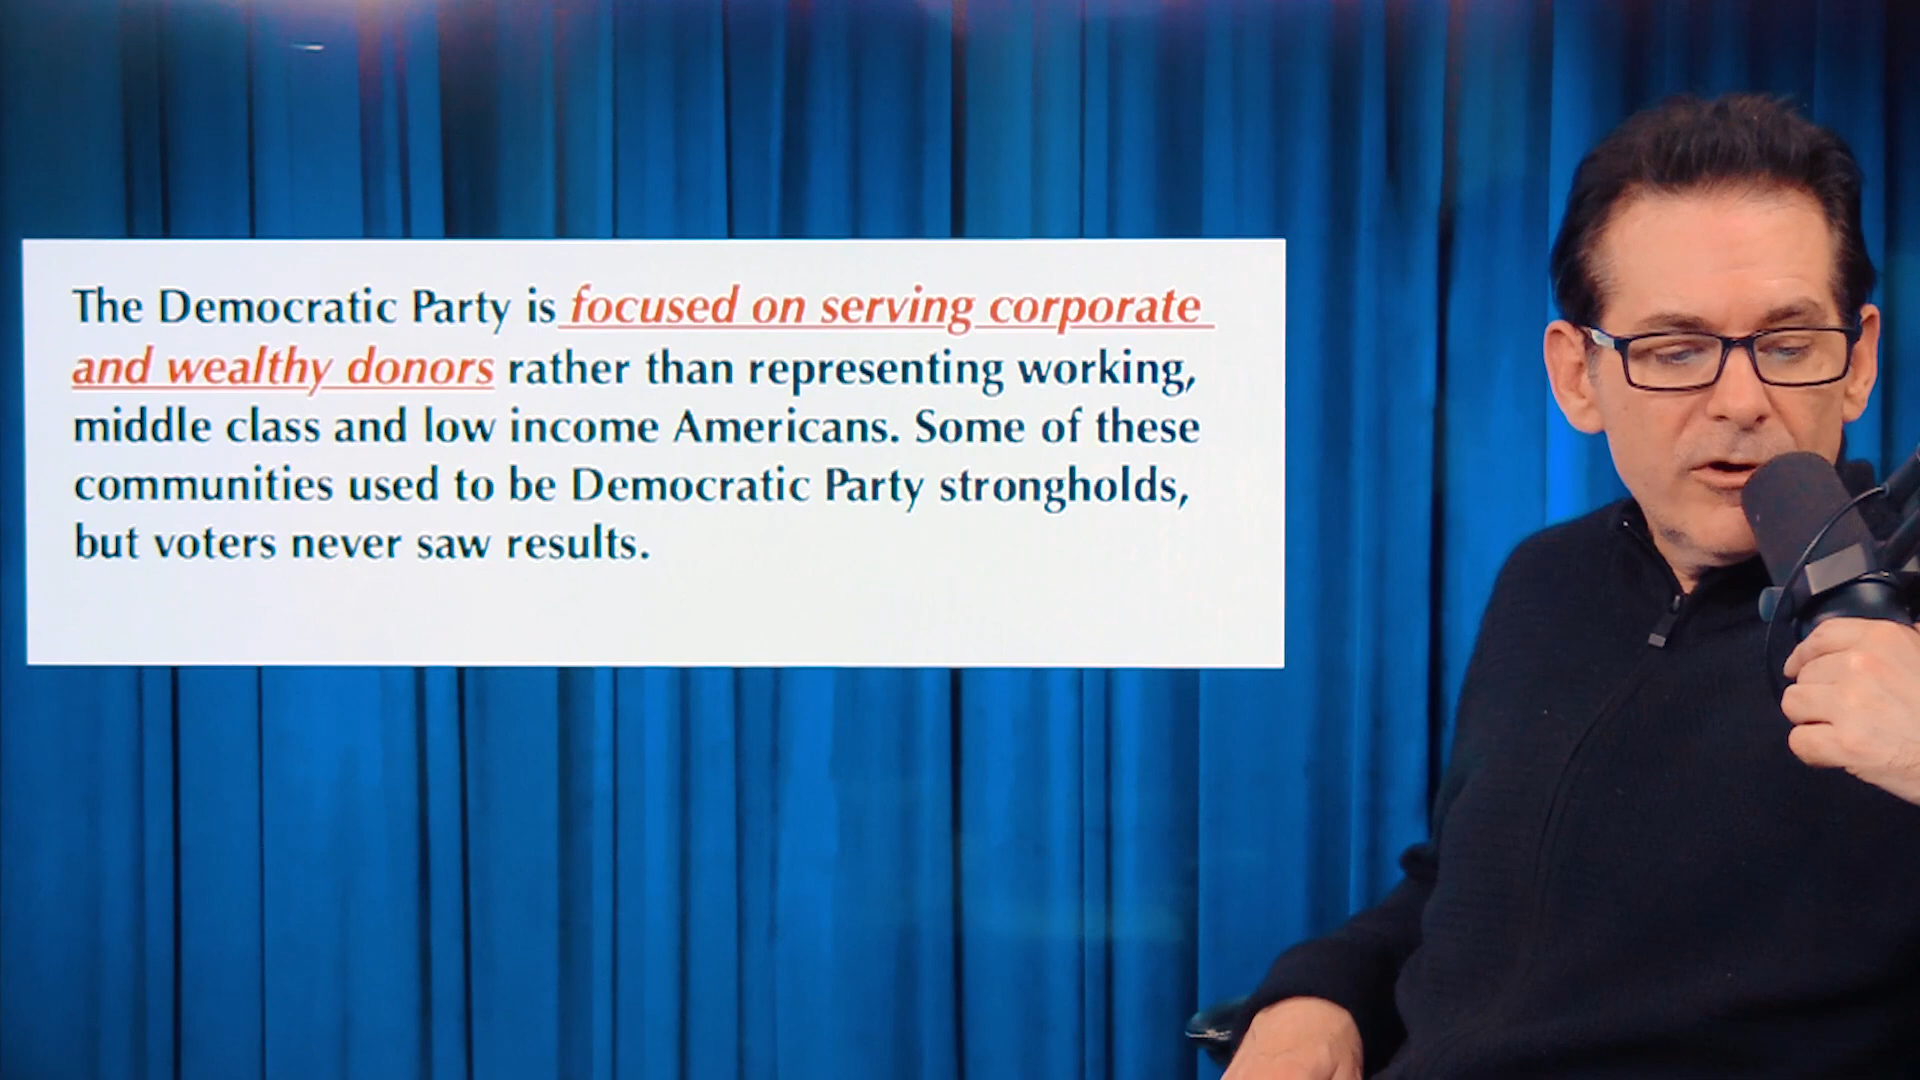 The Democratic Party is focused on serving corporate
and wealthy donors rather than representing working,
middle class and low income Americans. Some of these
communities used to be Democratic Party strongholds,
but voters never saw results.